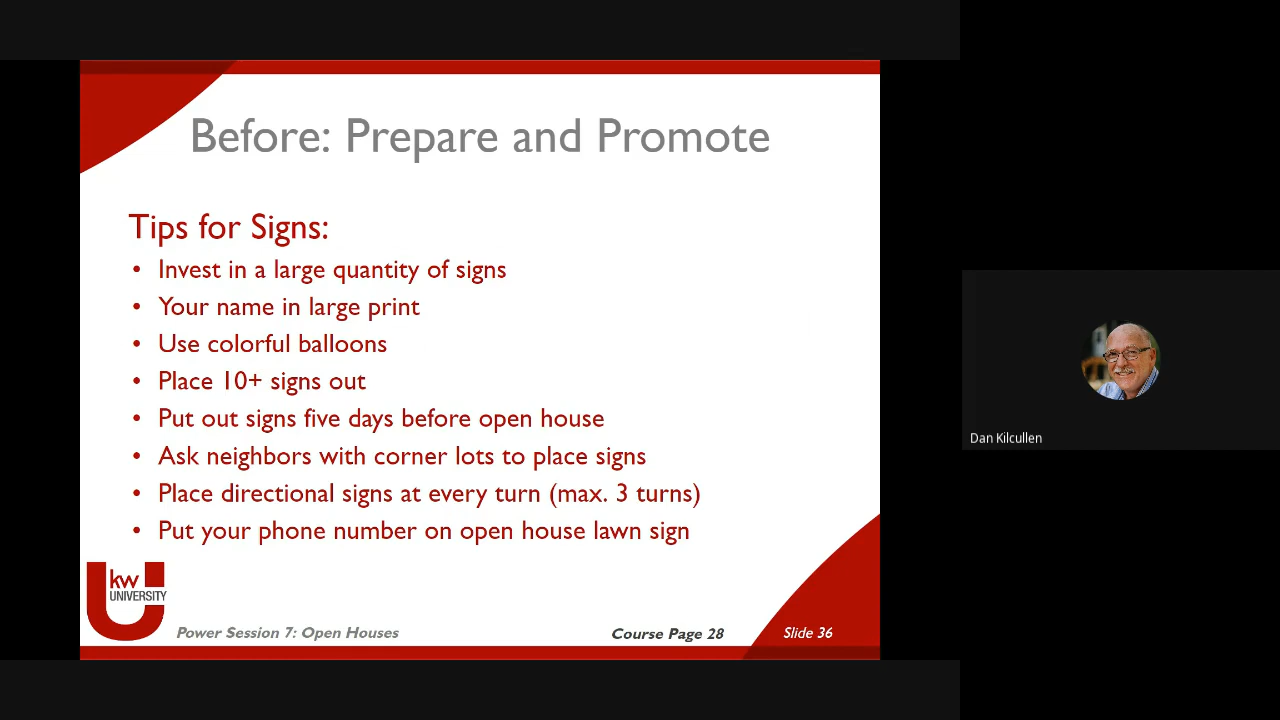 Before: Prepare and Promote
Tips for Signs:
• Invest in a large quantity of signs
• Your name in large print
• Use colorful balloons
• Place 10+ signs out
• Put out signs five days before open house
• Ask neighbors with corner lots to place signs
• Place directional signs at every turn (max. 3 turns)
• Put your phone number on open house lawn sign
kw
UNIVERSITY
Power Session 7: Open Houses
Course Page 28
Slide 36
Dan Kilcullen